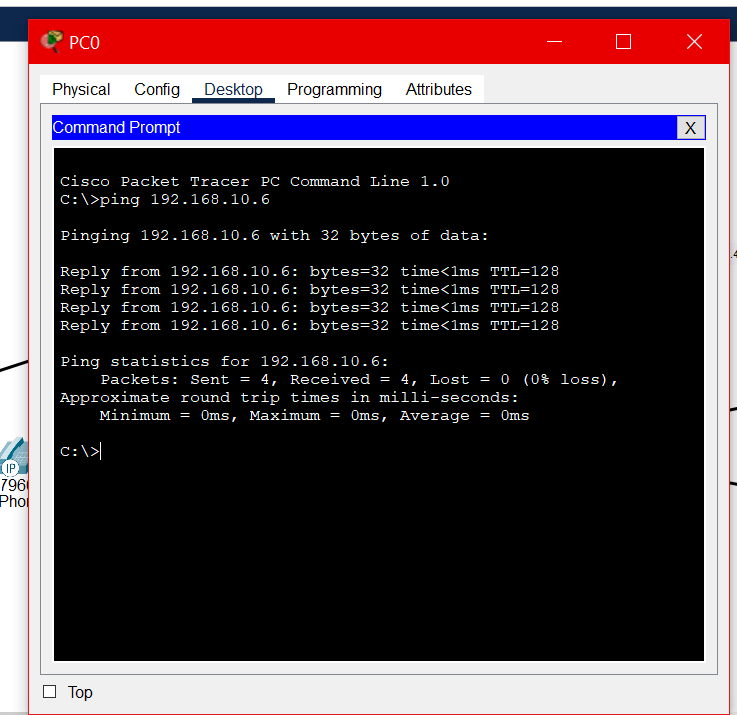 PC0
Physical Config Desktop Programming Attributes
Command Prompt X
Cisco Packet Tracer PC Command Line 1.0
C:\>ping 192.168.10.6
Pinging 192.168.10.6 with 32 bytes of data:
Reply from 192.168.10.6: bytes=32 time<1ms TTL=128
Reply from 192.168.10.6: bytes=32 time<1ms TTL=128
Reply from 192.168.10.6: bytes=32 time<1ms TTL=128
Reply from 192.168.10.6: bytes=32 time<1ms TTL=128
Ping statistics for 192.168.10.6:
Packets: Sent = 4, Received = 4, Lost = 0 (0% loss),
Approximate round trip times in milli-seconds:
Minimum = 0ms, Maximum = 0ms, Average = 0ms
C:\>
IP
Top